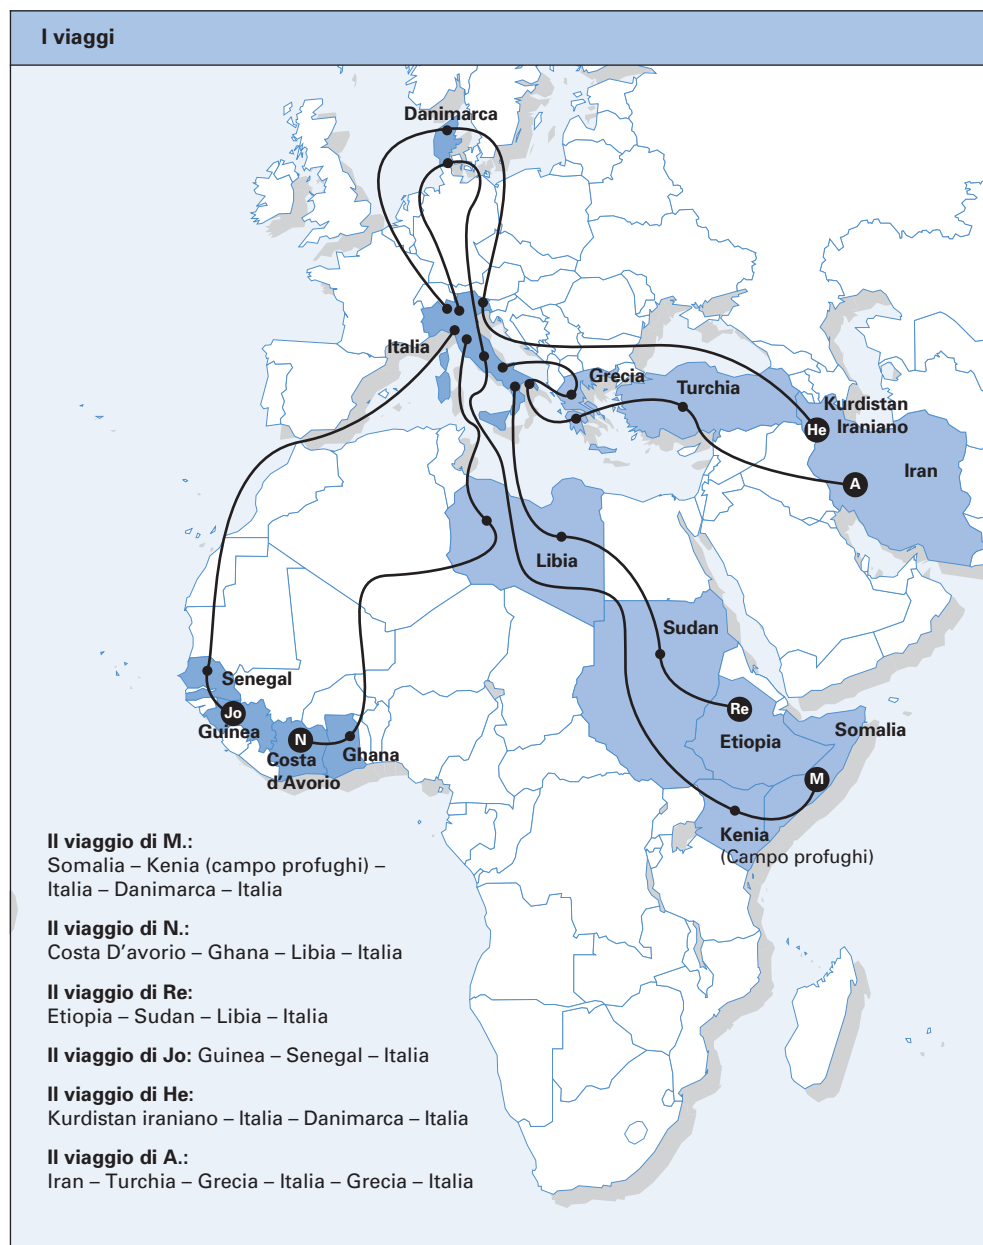 I viaggi
Danimarca
Italia
Grecia
Turchia
Kurdistan
Iraniano
He
A
Iran
Libia
Sudan
Senegal
Jo
Guinea
N
Costa
d'Avorio
Ghana
Re
Etiopia
Somalia
M
Kenia
(Campo profughi)
Il viaggio di M.:
Somalia – Kenia (campo profughi) –
Italia – Danimarca – Italia
Il viaggio di N.:
Costa D'avorio – Ghana – Libia – Italia
Il viaggio di Re:
Etiopia – Sudan – Libia – Italia
Il viaggio di Jo: Guinea – Senegal – Italia
Il viaggio di He:
Kurdistan iraniano – Italia – Danimarca – Italia
Il viaggio di A.:
Iran – Turchia – Grecia – Italia – Grecia – Italia